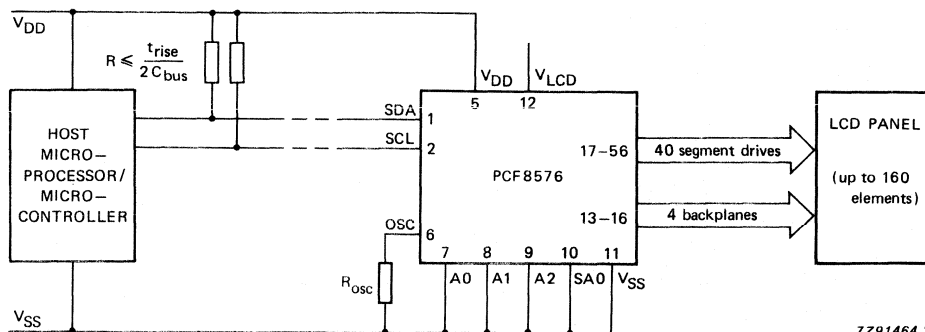 VDD
R ⩽ trise
2 Cbus
VDD
VLCD
5
12
HOST
MICRO–
PROCESSOR/
MICRO–
CONTROLLER
SDA
1
SCL
2
PCF8576
17–56
40 segment drives
13–16
4 backplanes
LCD PANEL
(up to 160
elements)
OSC
6
7
8
9
10
11
Rosc
A0
A1
A2
SA0
VSS
VSS
7Z91464